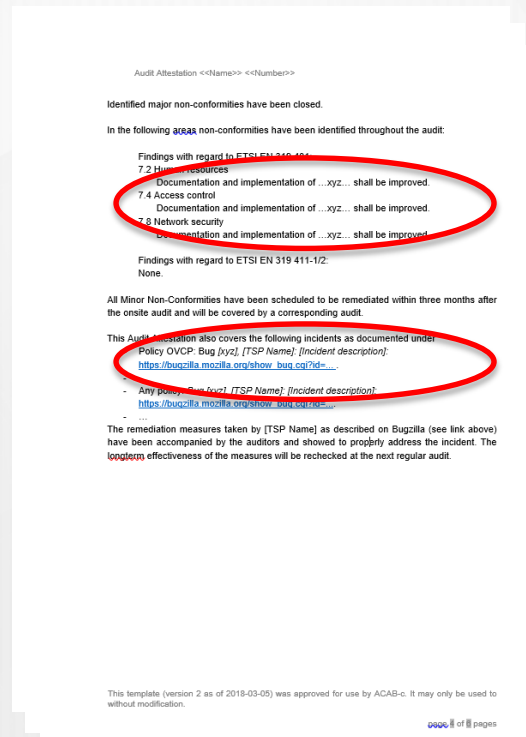 Audit Attestation <<Name>> <<Number>>
Identified major non-conformities have been closed.
In the following areas non-conformities have been identified throughout the audit:
Findings with regard to ETSI EN 319 401:
7.2 Human resources
Documentation and implementation of ...xyz... shall be improved.
7.4 Access control
Documentation and implementation of ...xyz... shall be improved.
7.8 Network security
Documentation and implementation of ...xyz... shall be improved.
Findings with regard to ETSI EN 319 411-1/2:
None.
All Minor Non-Conformities have been scheduled to be remediated within three months after
the onsite audit and will be covered by a corresponding audit.
This Audit Attestation also covers the following incidents as documented under
Policy OVCP: Bug [xyz], [TSP Name]: [Incident description]:
https://bugzilla.mozilla.org/show_bug.cgi?id=... .
-
- Any policy: Bug [xyz], [TSP Name]: [Incident description]:
https://bugzilla.mozilla.org/show_bug.cgi?id=...
- ...
The remediation measures taken by [TSP Name] as described on Bugzilla (see link above)
have been accompanied by the auditors and showed to properly address the incident. The
longterm effectiveness of the measures will be rechecked at the next regular audit.
This template (version 2 as of 2018-03-05) was approved for use by ACAB-c. It may only be used to
without modification.
page of pages